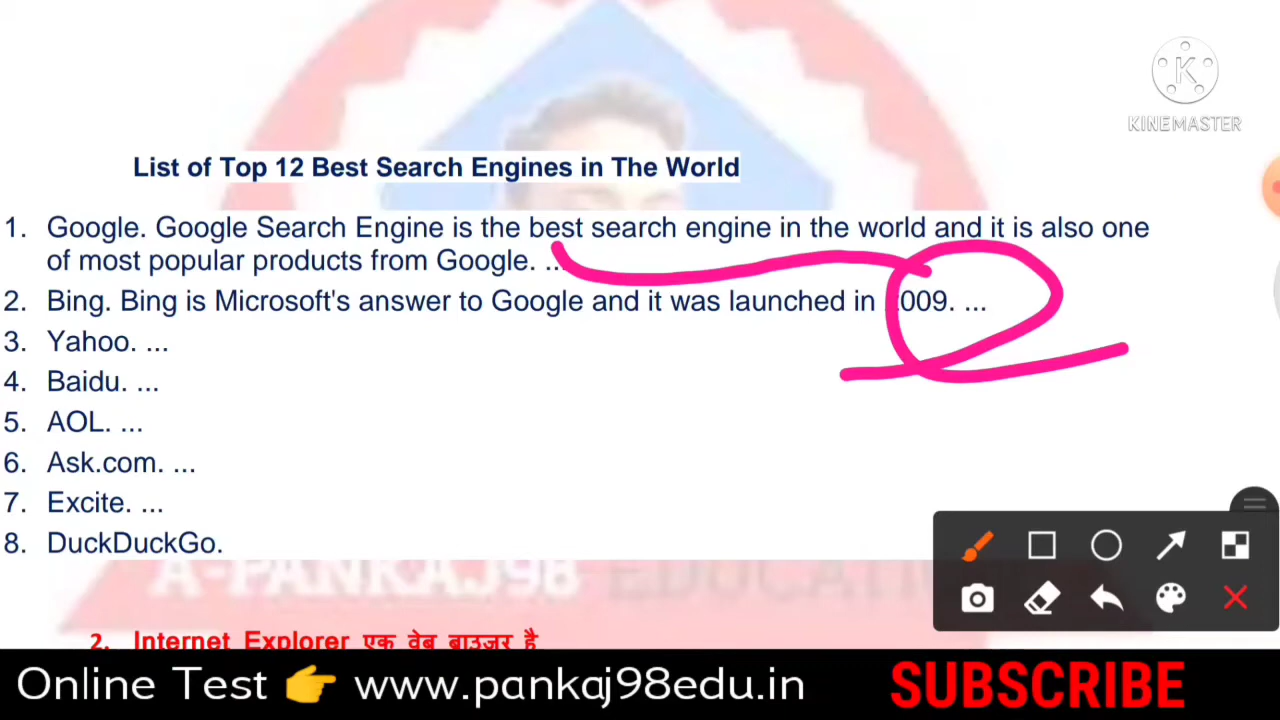 KINEMASTER
List of Top 12 Best Search Engines in The World
1. Google. Google Search Engine is the best search engine in the world and it is also one
of most popular products from Google. ...
2. Bing. Bing is Microsoft's answer to Google and it was launched in 2009. ...
3. Yahoo. ...
4. Baidu. ...
5. AOL. ...
6. Ask.com. ...
7. Excite. ...
8. DuckDuckGo.
A-PANKAJ98 EDUCATION
2. Internet Explorer एक वेब ब्राउज़र है
Online Test 👉 www.pankaj98edu.in SUBSCRIBE